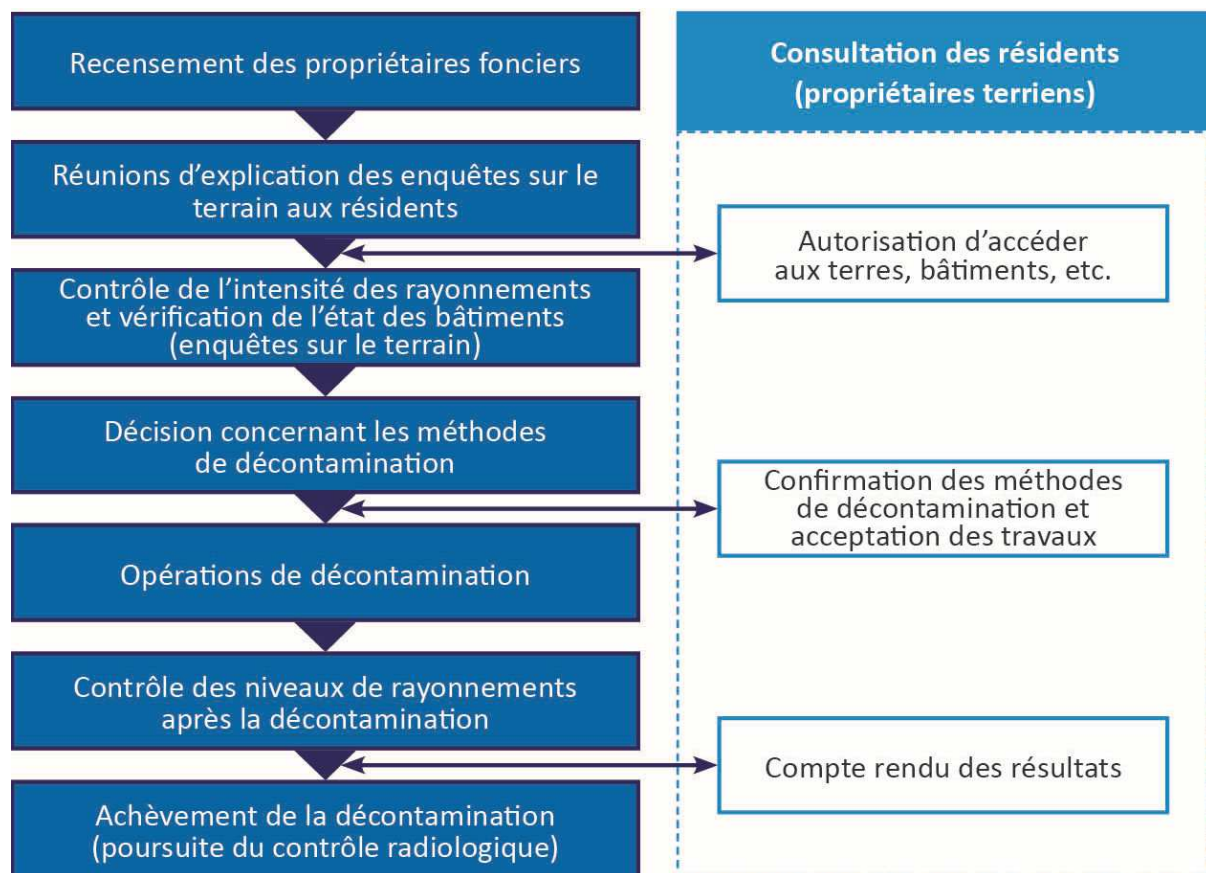 Recensement des propriétaires fonciers
Réunions d’explication des enquêtes sur le
terrain aux résidents
Contrôle de l’intensité des rayonnements
et vérification de l’état des bâtiments
(enquêtes sur le terrain)
Décision concernant les méthodes
de décontamination
Opérations de décontamination
Contrôle des niveaux de rayonnements
après la décontamination
Achèvement de la décontamination
(poursuite du contrôle radiologique)
Consultation des résidents
(propriétaires terriens)
Autorisation d’accéder
aux terres, bâtiments, etc.
Confirmation des méthodes
de décontamination et
acceptation des travaux
Compte rendu des résultats